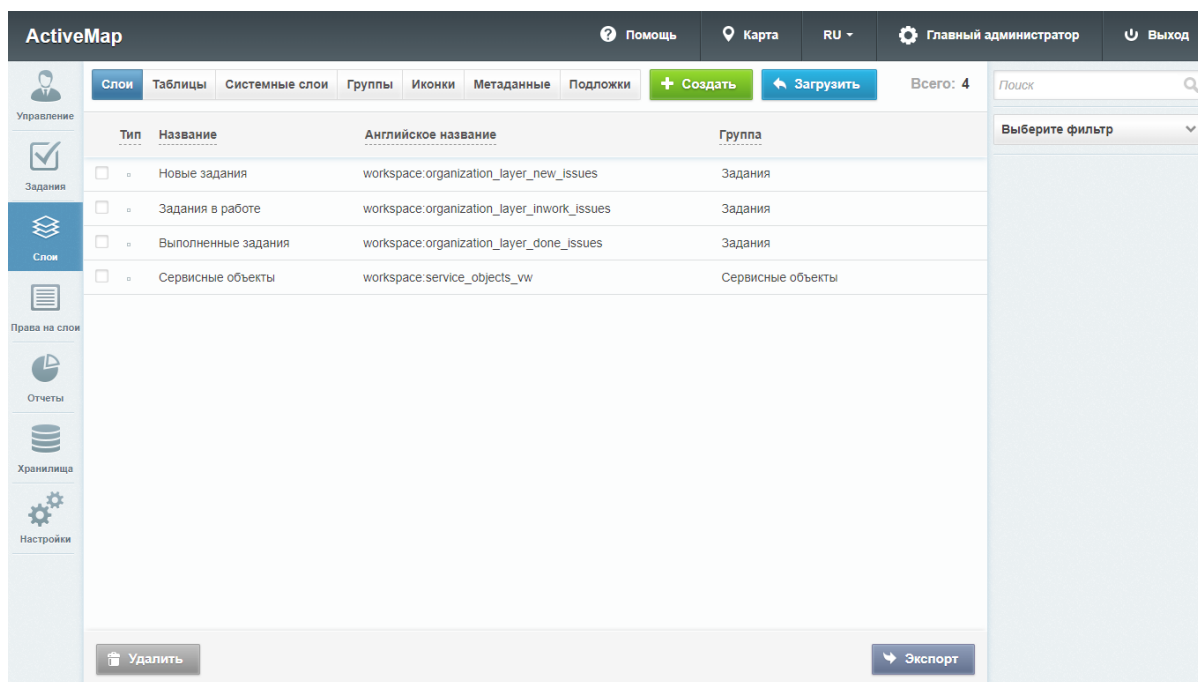 ActiveMap Помощь Карта RU Главный администратор Выход
Управление
Задания
Слои
Права на слои
Отчеты
Хранилища
Настройки
Слои Таблицы Системные слои Группы Иконки Метаданные Подложки Создать Загрузить Всего: 4
Тип Название Английское название Группа
Новые задания workspace:organization_layer_new_issues Задания
Задания в работе workspace:organization_layer_inwork_issues Задания
Выполненные задания workspace:organization_layer_done_issues Задания
Сервисные объекты workspace:service_objects_vw Сервисные объекты
Удалить Экспорт
Поиск
Выберите фильтр